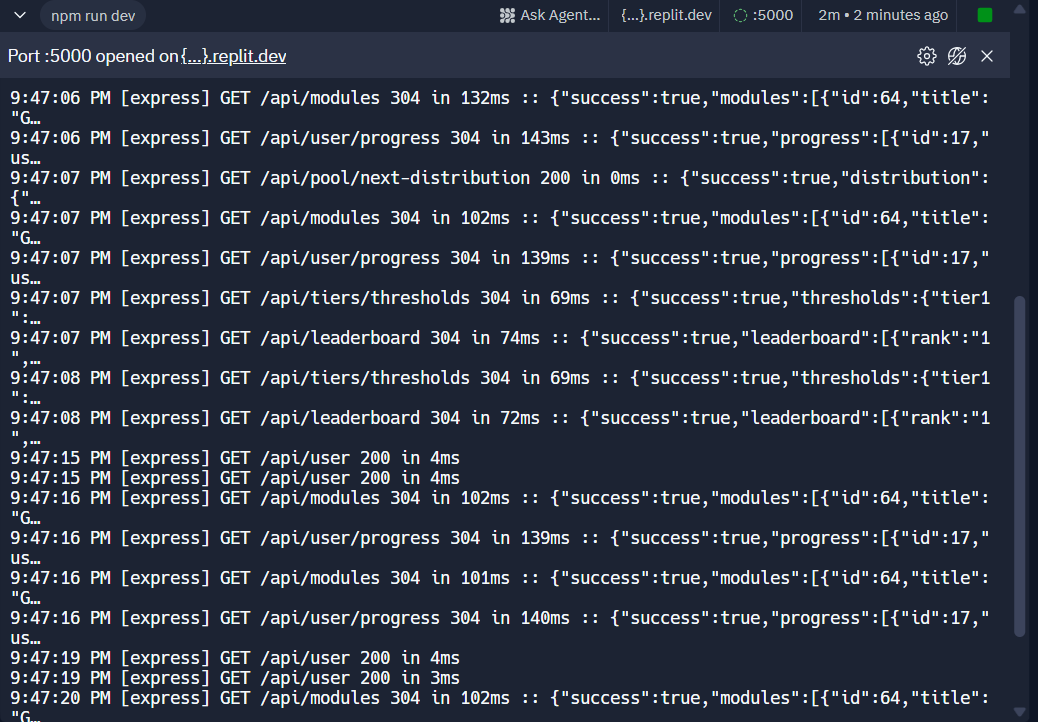 npm run dev
Ask Agent... {...}.replit.dev :5000 2m • 2 minutes ago
Port :5000 opened on {...}.replit.dev
9:47:06 PM [express] GET /api/modules 304 in 132ms :: {"success":true,"modules":[{"id":64,"title":
"G…
9:47:06 PM [express] GET /api/user/progress 304 in 143ms :: {"success":true,"progress":[{"id":17,"
us…
9:47:07 PM [express] GET /api/pool/next-distribution 200 in 0ms :: {"success":true,"distribution":
{"…
9:47:07 PM [express] GET /api/modules 304 in 102ms :: {"success":true,"modules":[{"id":64,"title":
"G…
9:47:07 PM [express] GET /api/user/progress 304 in 139ms :: {"success":true,"progress":[{"id":17,"
us…
9:47:07 PM [express] GET /api/tiers/thresholds 304 in 69ms :: {"success":true,"thresholds":{"tier1
":…
9:47:07 PM [express] GET /api/leaderboard 304 in 74ms :: {"success":true,"leaderboard":[{"rank":"1
",…
9:47:08 PM [express] GET /api/tiers/thresholds 304 in 69ms :: {"success":true,"thresholds":{"tier1
":…
9:47:08 PM [express] GET /api/leaderboard 304 in 72ms :: {"success":true,"leaderboard":[{"rank":"1
",…
9:47:15 PM [express] GET /api/user 200 in 4ms
9:47:15 PM [express] GET /api/user 200 in 4ms
9:47:16 PM [express] GET /api/modules 304 in 102ms :: {"success":true,"modules":[{"id":64,"title":
"G…
9:47:16 PM [express] GET /api/user/progress 304 in 139ms :: {"success":true,"progress":[{"id":17,"
us…
9:47:16 PM [express] GET /api/modules 304 in 101ms :: {"success":true,"modules":[{"id":64,"title":
"G…
9:47:16 PM [express] GET /api/user/progress 304 in 140ms :: {"success":true,"progress":[{"id":17,"
us…
9:47:19 PM [express] GET /api/user 200 in 4ms
9:47:19 PM [express] GET /api/user 200 in 3ms
9:47:20 PM [express] GET /api/modules 304 in 102ms :: {"success":true,"modules":[{"id":64,"title":
"G…